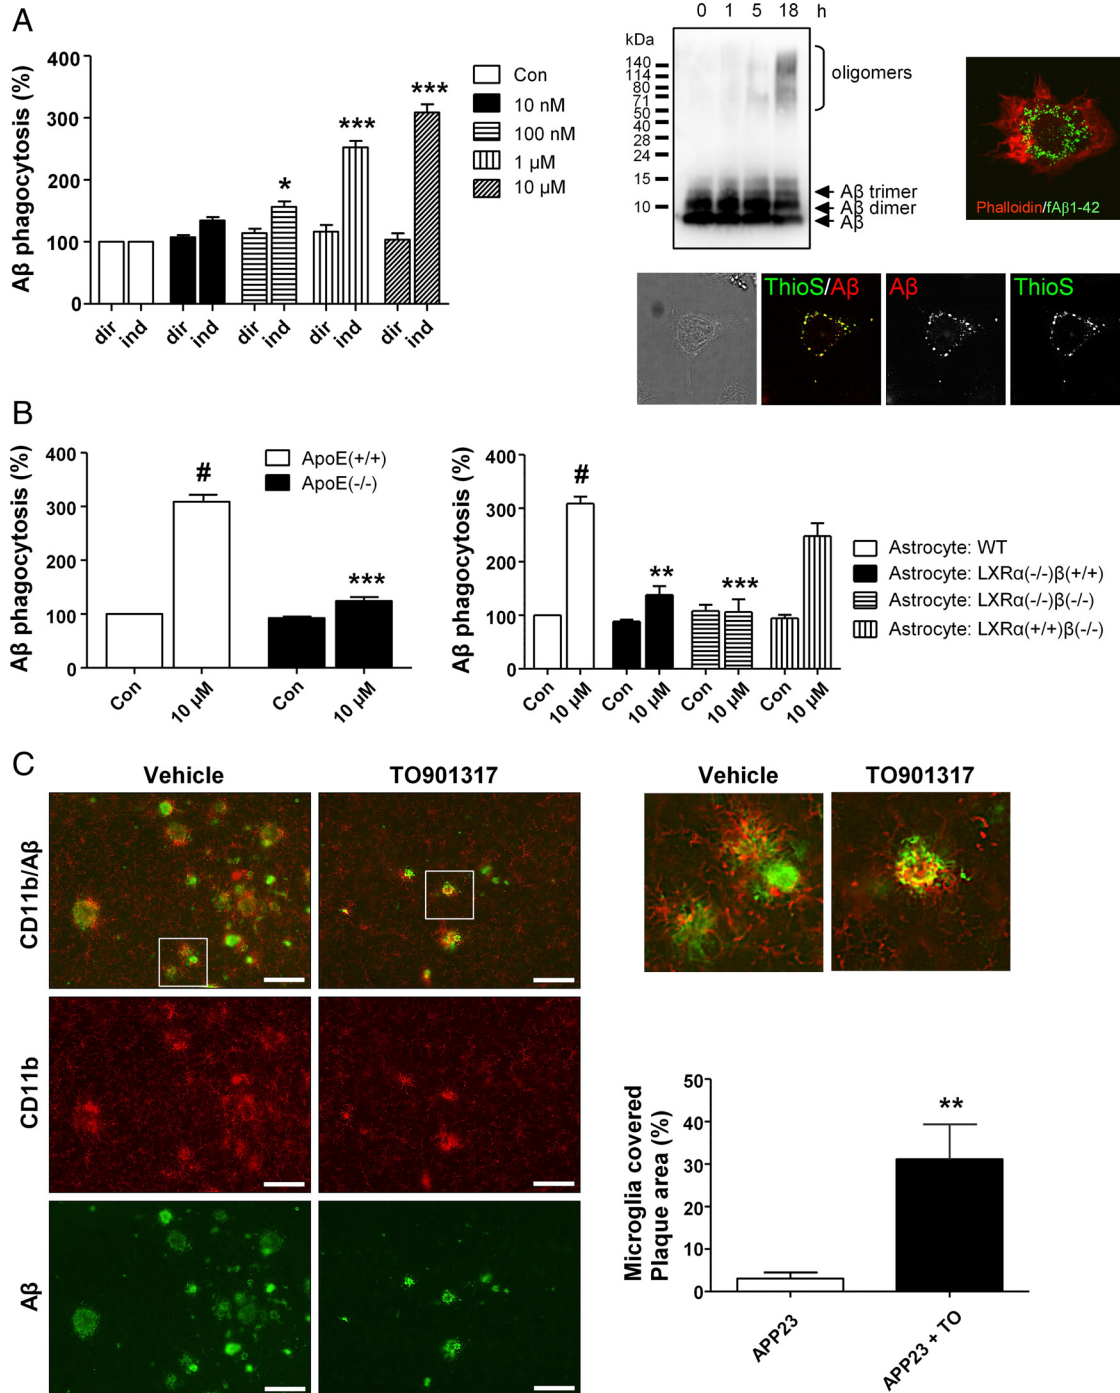 A
Aβ phagocytosis (%)
400
300
200
100
0
dir ind dir ind dir ind dir ind dir ind
* *** ***
Con
10 nM
100 nM
1 µM
10 µM
0 1 5 18 h
kDa
140
114
80
71
50
40
28
24
15
10
oligomers
Aβ trimer
Aβ dimer
Aβ
Phalloidin/fAβ1-42
ThioS/Aβ
Aβ
ThioS
B
Aβ phagocytosis (%)
400
300
200
100
0
#
***
Con 10 µM Con 10 µM
ApoE(+/+)
ApoE(-/-)
Aβ phagocytosis (%)
400
300
200
100
0
#
** ***
Con 10 µM Con 10 µM Con 10 µM Con 10 µM
Astrocyte: WT
Astrocyte: LXRα(-/-)β(+/+)
Astrocyte: LXRα(-/-)β(-/-)
Astrocyte: LXRα(+/+)β(-/-)
C
Vehicle TO901317
CD11b/Aβ
CD11b
Aβ
Vehicle TO901317
Microglia covered
Plaque area (%)
50
40
30
20
10
0
**
APP23
APP23 + TO